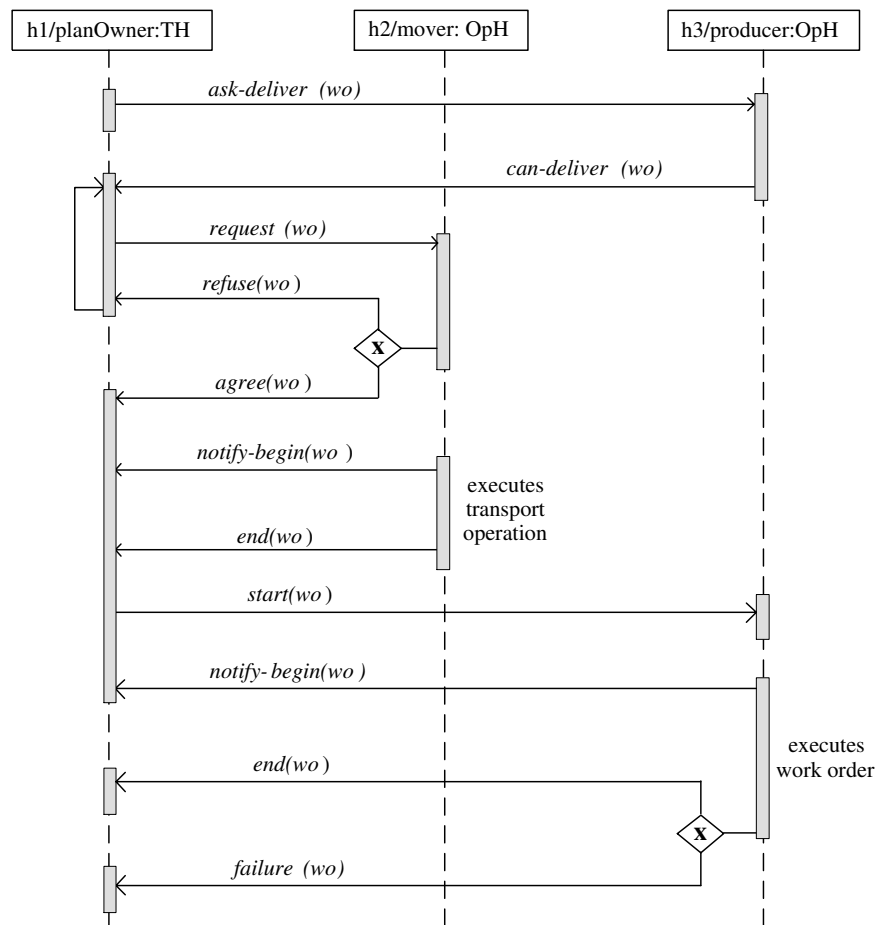 h1/planOwner:TH
h2/mover: OpH
h3/producer:OpH
ask-deliver (wo)
can-deliver (wo)
request (wo)
refuse(wo)
X
agree(wo)
notify-begin(wo)
executes
transport
operation
end(wo)
start(wo)
notify-begin(wo)
executes
work order
end(wo)
X
failure (wo)